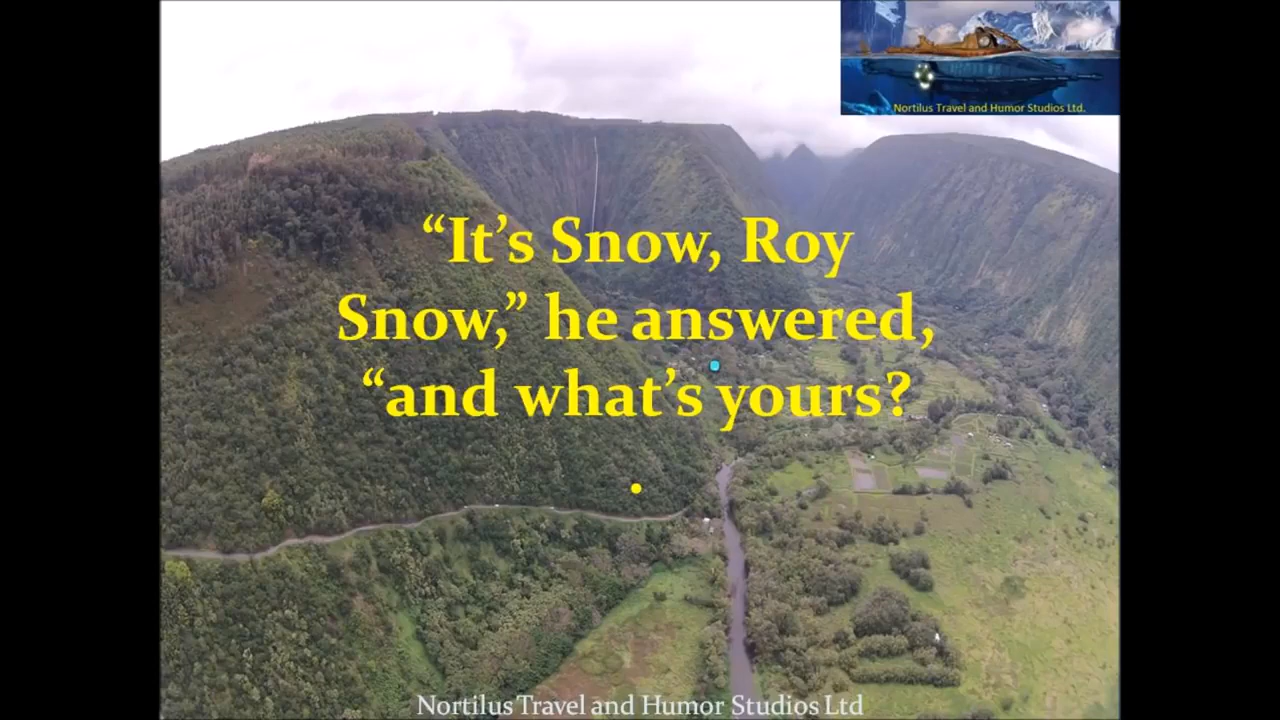 Nortilus Travel and Humor Studios Ltd.
“It’s Snow, Roy
Snow,” he answered,
“and what’s yours?
.
Nortilus Travel and Humor Studios Ltd